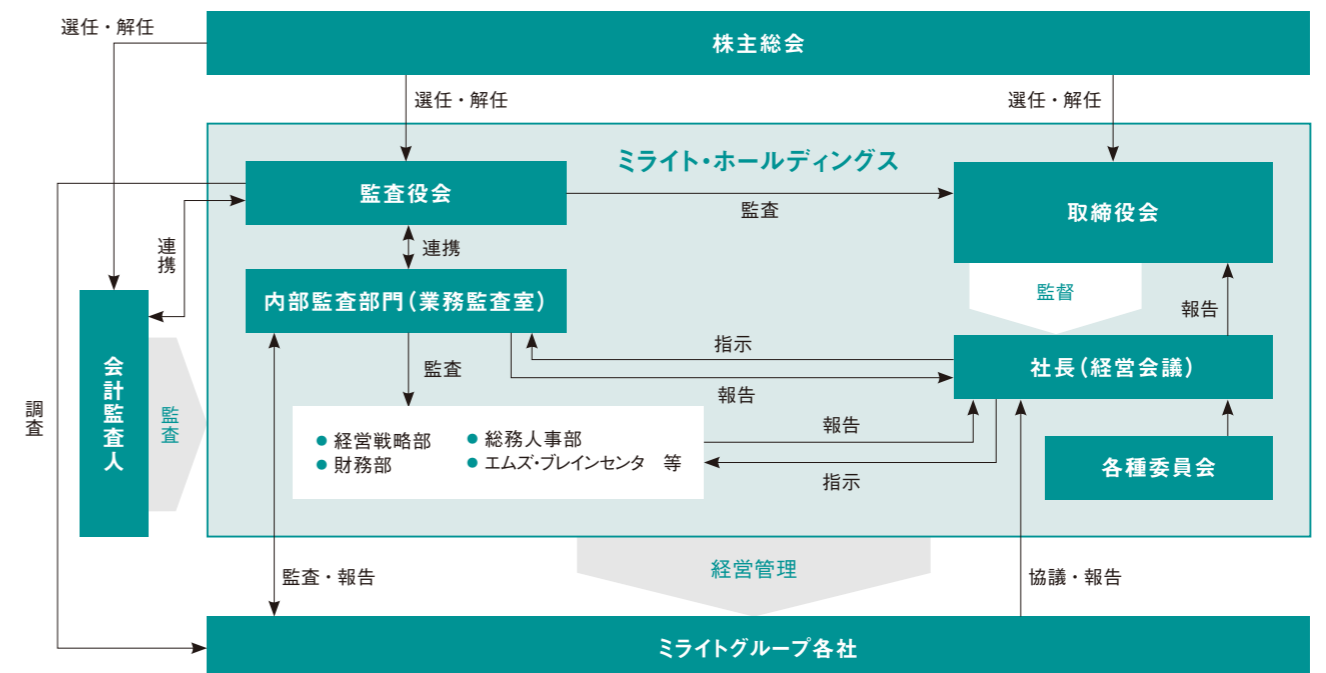 選任・解任
株主総会
選任・解任
選任・解任
ミライト・ホールディングス
監査役会
監査
取締役会
連携
連携
内部監査部門（業務監査室）
監督
報告
指示
社長（経営会議）
会計監査人
監査
監査
報告
調査
● 経営戦略部
● 総務人事部
● 財務部
● エムズ・ブレインセンタ　等
報告
指示
各種委員会
監査・報告
経営管理
協議・報告
ミライトグループ各社